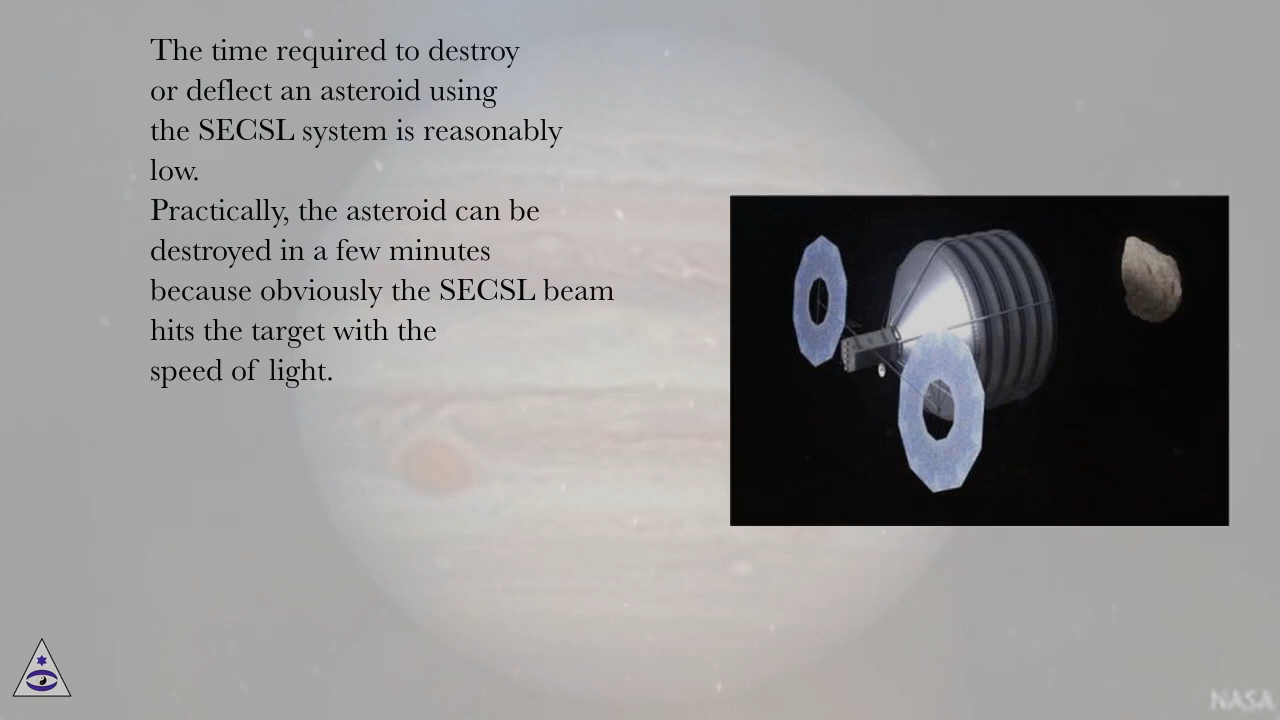 The time required to destroy
or deflect an asteroid using
the SECSL system is reasonably
low.
Practically, the asteroid can be
destroyed in a few minutes
because obviously the SECSL beam
hits the target with the
speed of light.
NASA